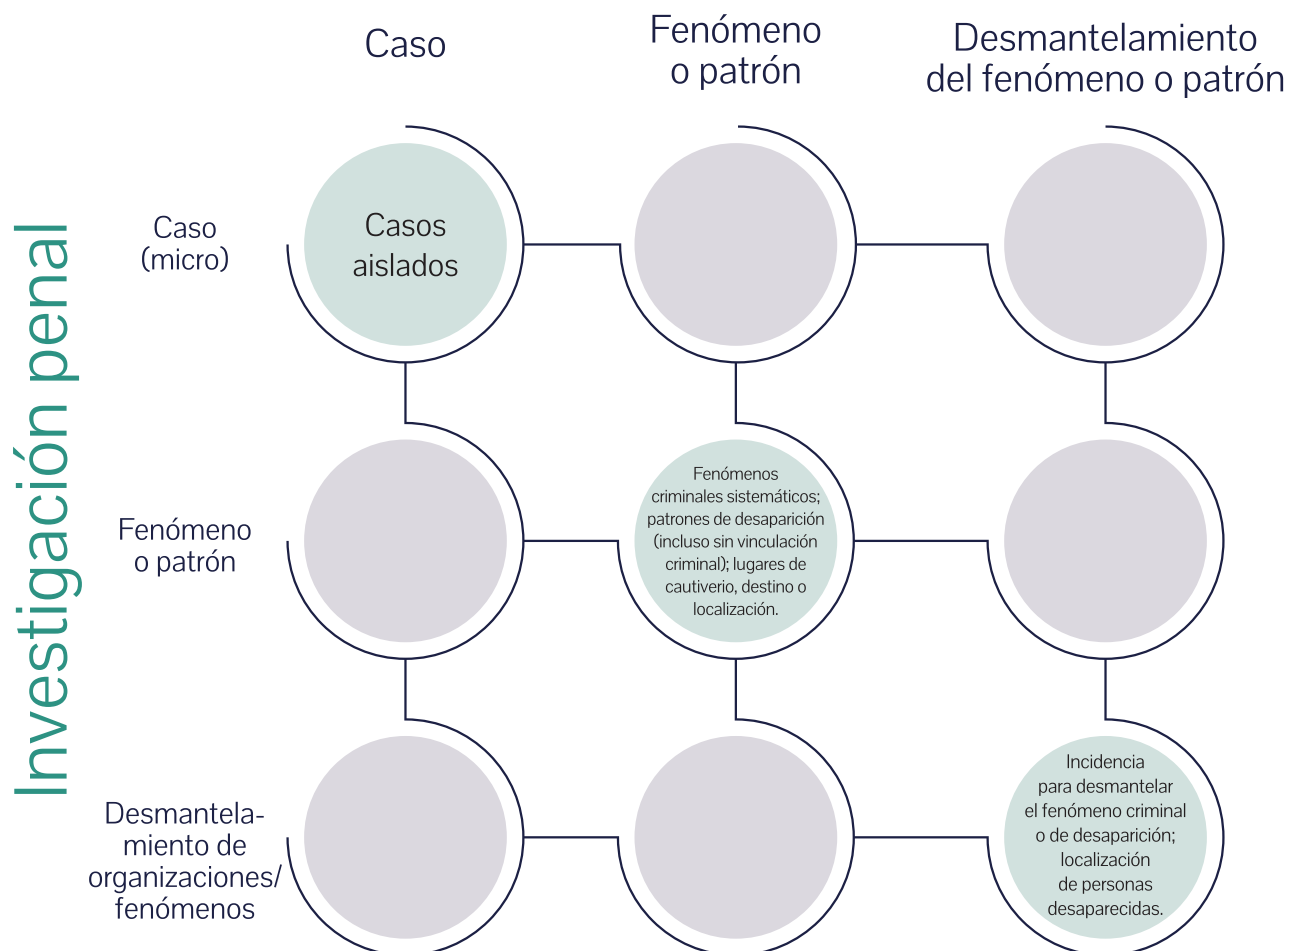 Caso
Fenómeno
o patrón
Desmantelamiento
del fenómeno o patrón
Investigación penal
Caso
(micro)
Casos
aislados
Fenómeno
o patrón
Fenómenos
criminales sistemáticos;
patrones de desaparición
(incluso sin vinculación
criminal); lugares de
cautiverio, destino o
localización.
Desmantela-
miento de
organizaciones/
fenómenos
Incidencia
para desmantelar
el fenómeno criminal
o de desaparición;
localización
de personas
desaparecidas.